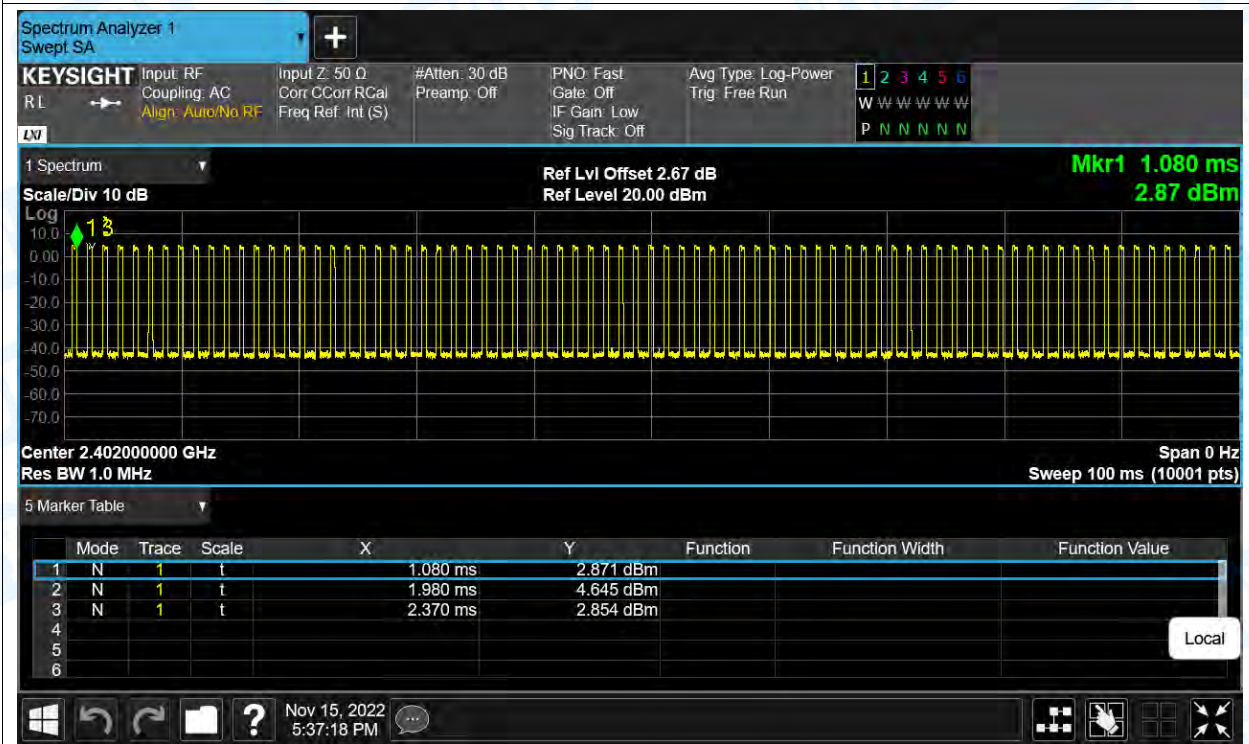 Spectrum Analyzer 1
Swept SA
+
KEYSIGHT Input: RF Input Z: 50 Ω #Atten: 30 dB PNO: Fast Avg Type: Log-Power 1 2 3 4 5 6
RL Coupling: AC Corr CCorr RCal Preamp: Off Gate: Off Trig: Free Run W W W W W W
Align: Auto/No RF Freq Ref: Int (S) IF Gain: Low
LXI Sig Track: Off P N N N N N
1 Spectrum Ref Lvl Offset 2.67 dB Mkr1 1.080 ms
Scale/Div 10 dB Ref Level 20.00 dBm 2.87 dBm
Log
10.0 1 3
0.00
-10.0
-20.0
-30.0
-40.0
-50.0
-60.0
-70.0
Center 2.402000000 GHz Span 0 Hz
Res BW 1.0 MHz Sweep 100 ms (10001 pts)
5 Marker Table
Mode Trace Scale X Y Function Function Width Function Value
1 N 1 t 1.080 ms 2.871 dBm
2 N 1 t 1.980 ms 4.645 dBm
3 N 1 t 2.370 ms 2.854 dBm
4
5
6
Local
? Nov 15, 2022
5:37:18 PM